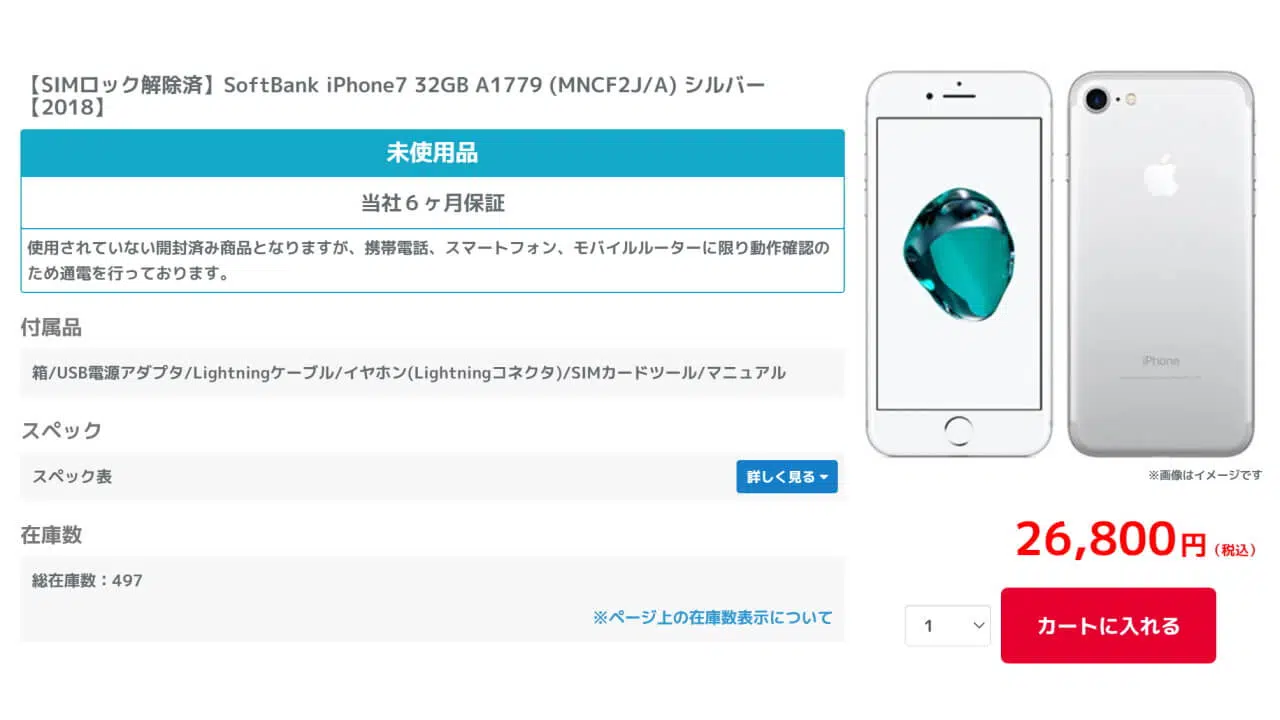 【SIMロック解除済】SoftBank iPhone7 32GB A1779 (MNCF2J/A) シルバー
【2018】
未使用品
当社６ヶ月保証
使用されていない開封済み商品となりますが、携帯電話、スマートフォン、モバイルルーターに限り動作確認の
ため通電を行っております。
付属品
箱/USB電源アダプタ/Lightningケーブル/イヤホン(Lightningコネクタ)/SIMカードツール/マニュアル
スペック
スペック表
詳しく見る
在庫数
総在庫数：497
※ページ上の在庫数表示について
iPhone
※画像はイメージです
26,800円（税込）
1
カートに入れる